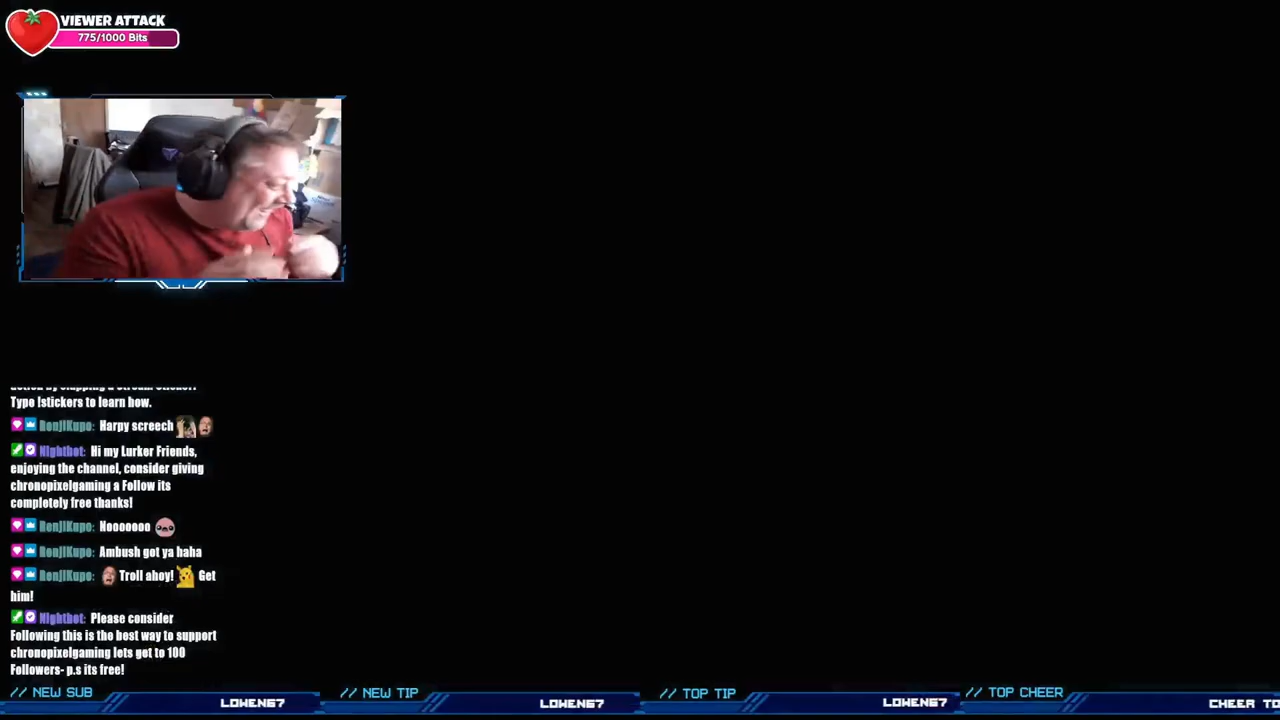 VIEWER ATTACK
775/1000 Bits
Type !stickers to learn how.
RonjiKupo: Harpy screech
Nightbot: Hi my Lurker Friends,
enjoying the channel, consider giving
chronopixelgaming a Follow its
completely free thanks!
RonjiKupo: Nooooooo
RonjiKupo: Ambush got ya haha
RonjiKupo: Troll ahoy! Get
him!
Nightbot: Please consider
Following this is the best way to support
chronopixelgaming lets get to 100
Followers- p.s its free!
// NEW SUB
LOWEN67
// NEW TIP
LOWEN67
// TOP TIP
LOWEN67
// TOP CHEER
CHEER TO